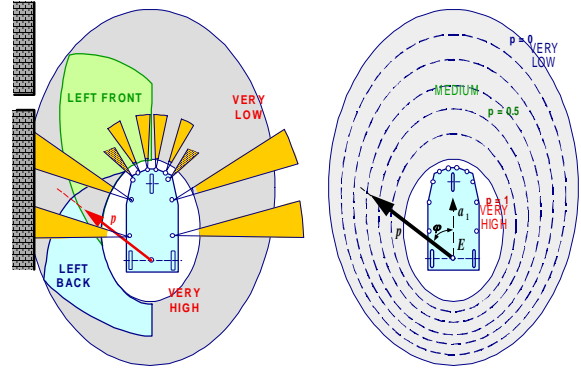 LEFT FRONT
VERY
LOW
p
LEFT
BACK
VERY
HIGH
p = 0
VERY
LOW
MEDIUM
p = 0.5
p = 1
VERY
HIGH
a1
φ
p
E